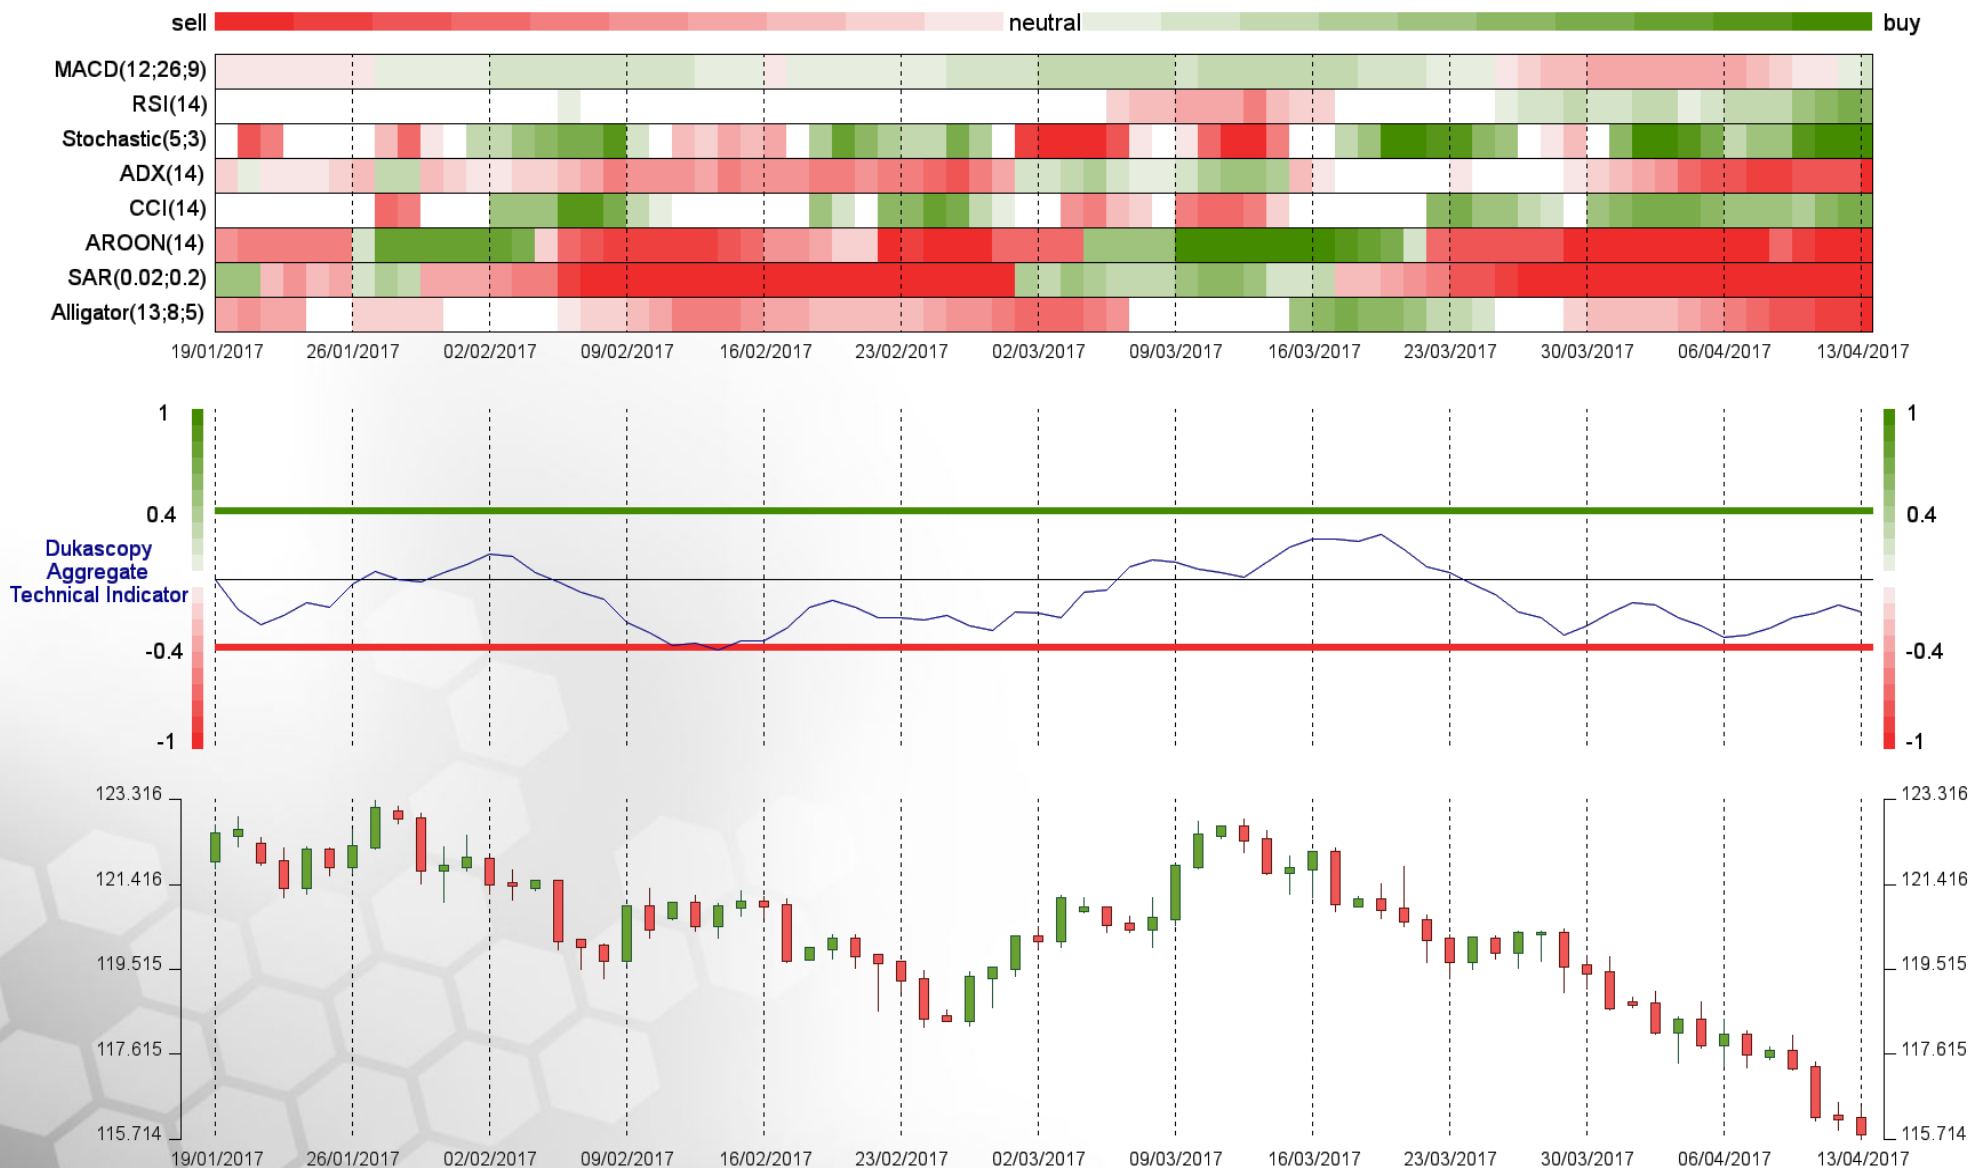 sell neutral buy
MACD(12;26;9)
RSI(14)
Stochastic(5;3)
ADX(14)
CCI(14)
AROON(14)
SAR(0.02;0.2)
Alligator(13;8;5)
19/01/2017 26/01/2017 02/02/2017 09/02/2017 16/02/2017 23/02/2017 02/03/2017 09/03/2017 16/03/2017 23/03/2017 30/03/2017 06/04/2017 13/04/2017
1 1
0.4 0.4
Dukascopy
Aggregate
Technical Indicator
-0.4 -0.4
-1 -1
123.316 123.316
121.416 121.416
119.515 119.515
117.615 117.615
115.714 115.714
19/01/2017 26/01/2017 02/02/2017 09/02/2017 16/02/2017 23/02/2017 02/03/2017 09/03/2017 16/03/2017 23/03/2017 30/03/2017 06/04/2017 13/04/2017